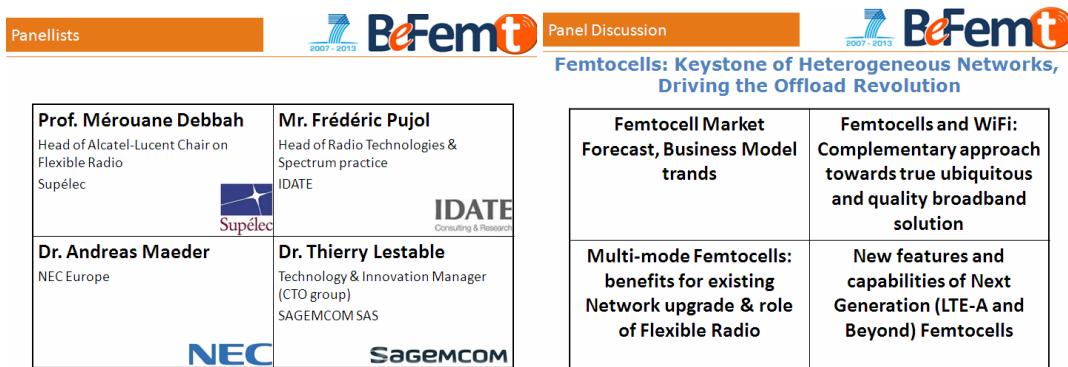 Panellists
7
2007 - 2013
BeFemt
Prof. Mérouane Debbah
Head of Alcatel-Lucent Chair on
Flexible Radio
Supélec
Supélec
Mr. Frédéric Pujol
Head of Radio Technologies &
Spectrum practice
IDATE
IDATE
Consulting & Research
Dr. Andreas Maeder
NEC Europe
NEC
Dr. Thierry Lestable
Technology & Innovation Manager
(CTO group)
SAGEMCOM SAS
SAGEMCOM
Panel Discussion
7
2007 - 2013
BeFemt
Femtocells: Keystone of Heterogeneous Networks,
Driving the Offload Revolution
Femtocell Market
Forecast, Business Model
trands
Femtocells and WiFi:
Complementary approach
towards true ubiquitous
and quality broadband
solution
Multi-mode Femtocells:
benefits for existing
Network upgrade & role
of Flexible Radio
New features and
capabilities of Next
Generation (LTE-A and
Beyond) Femtocells